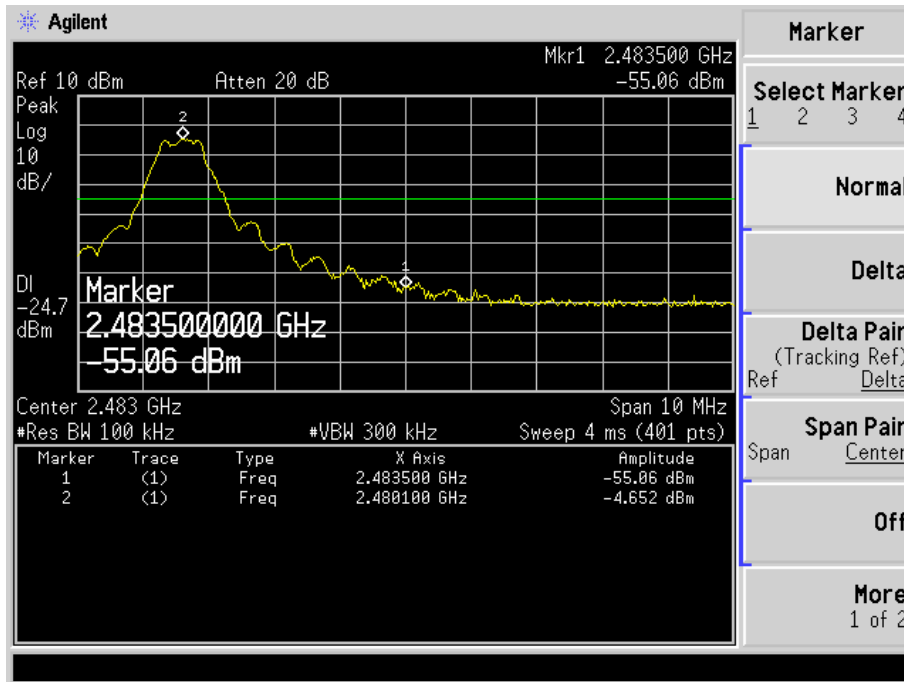 Agilent
Mkr1 2.483500 GHz
Ref 10 dBm Atten 20 dB -55.06 dBm
Peak
Log
10
dB/
DI
-24.7
dBm
2
1
Marker
2.483500000 GHz
-55.06 dBm
Center 2.483 GHz Span 10 MHz
#Res BW 100 kHz #VBW 300 kHz Sweep 4 ms (401 pts)
Marker Trace Type X Axis Amplitude
1 (1) Freq 2.483500 GHz -55.06 dBm
2 (1) Freq 2.480100 GHz -4.652 dBm
Marker
Select Marker
1 2 3 4
Normal
Delta
Delta Pair
(Tracking Ref)
Ref Delta
Span Pair
Span Center
Off
More
1 of 2